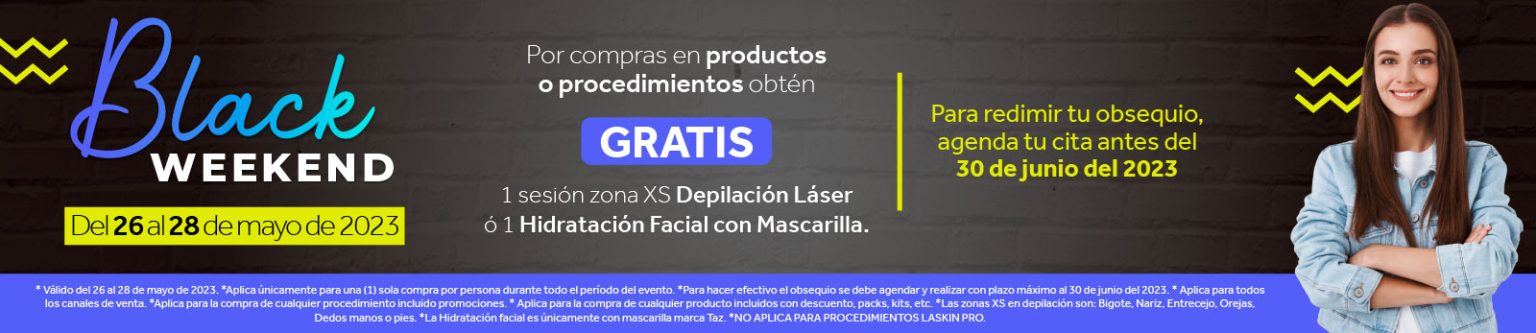 Black
WEEKEND
Del 26 al 28 de mayo de 2023
Por compras en productos
o procedimientos obtén
GRATIS
1 sesión zona XS Depilación Láser
ó 1 Hidratación Facial con Mascarilla.
Para redimir tu obsequio,
agenda tu cita antes del
30 de junio del 2023
* Válido del 26 al 28 de mayo de 2023. *Aplica únicamente para una (1) sola compra por persona durante todo el período del evento. *Para hacer efectivo el obsequio se debe agendar y realizar con plazo máximo al 30 de junio del 2023. * Aplica para todos
los canales de venta. *Aplica para la compra de cualquier procedimiento incluido promociones. * Aplica para la compra de cualquier producto incluidos con descuento, packs, kits, etc. *Las zonas XS en depilación son: Bigote, Nariz, Entrecejo, Orejas,
Dedos manos o pies. *La Hidratación facial es únicamente con mascarilla marca Taz. *NO APLICA PARA PROCEDIMIENTOS LASKIN PRO.